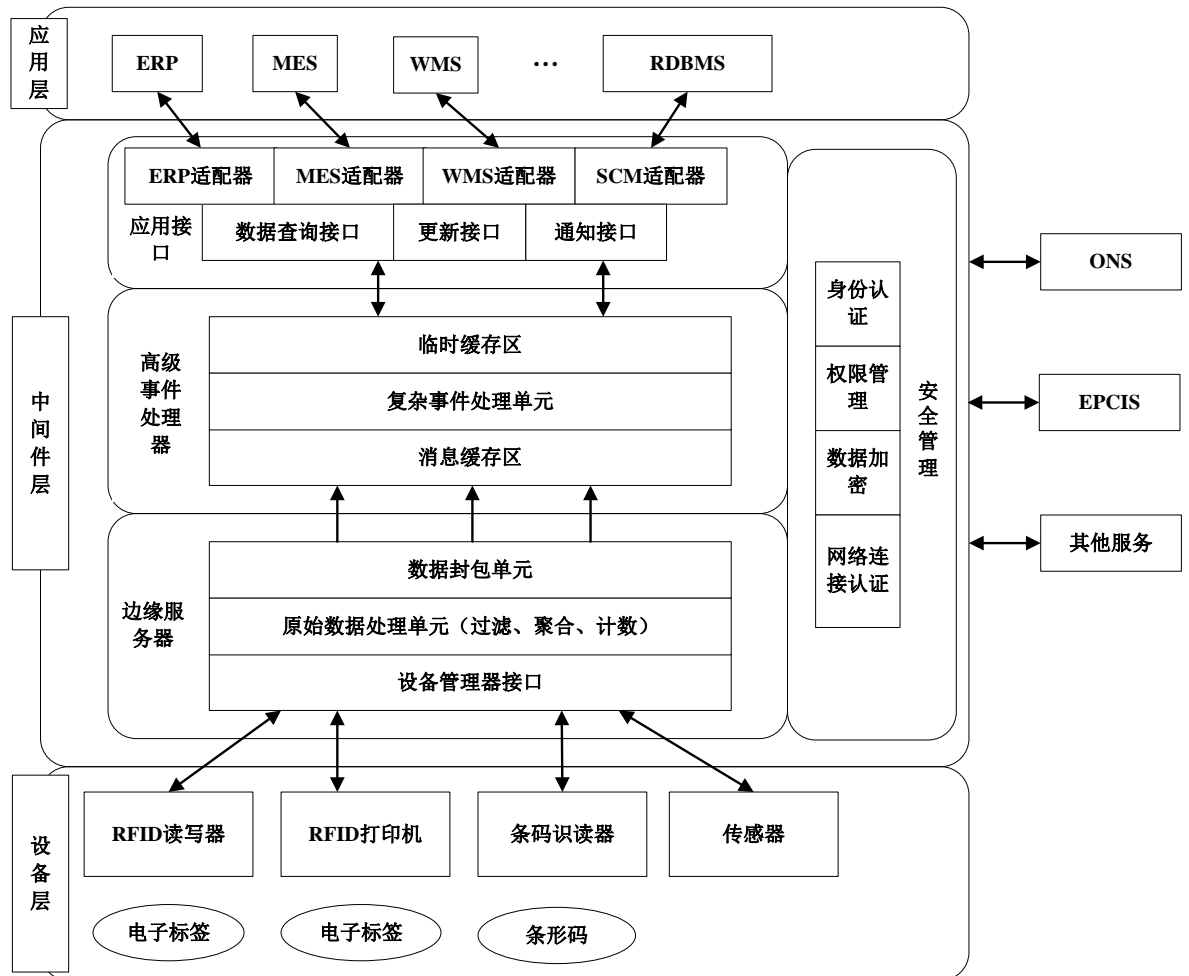 应用层
ERP
MES
WMS
…
RDBMS
ERP适配器
MES适配器
WMS适配器
SCM适配器
应用接
口
数据查询接口
更新接口
通知接口
中间件层
高级
事件
处理
器
临时缓存区
复杂事件处理单元
消息缓存区
边缘服
务器
数据封包单元
原始数据处理单元（过滤、聚合、计数）
设备管理器接口
身份认
证
权限管
理
数据加
密
网络连
接认证
安全管理
ONS
EPCIS
其他服务
设备层
RFID读写器
RFID打印机
条码识读器
传感器
电子标签
电子标签
条形码